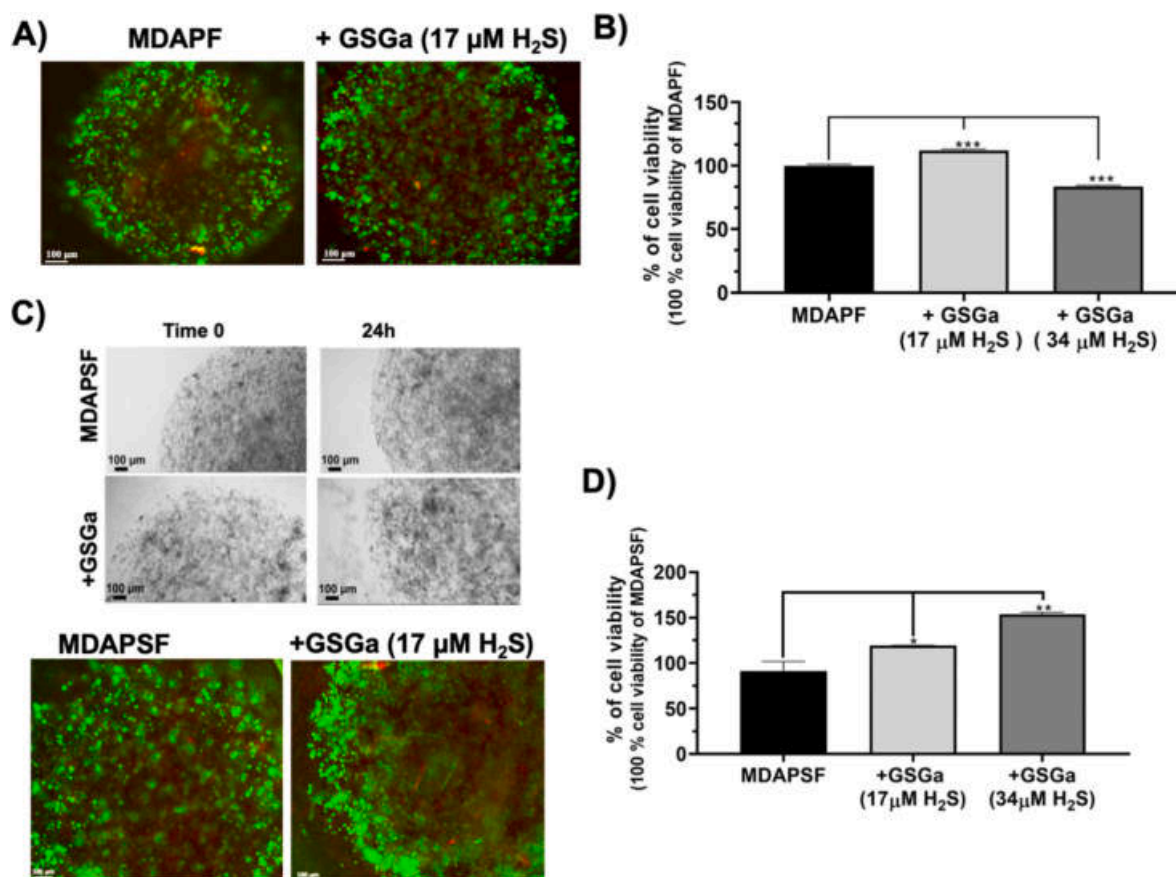 A)
MDAPF
+ GSGa (17 µM H₂S)
100 µm
100 µm
B)
% of cell viability
(100 % cell viability of MDAPF)
150
100
50
0
***
***
MDAPF
+ GSGa
(17 µM H₂S )
+ GSGa
( 34 µM H₂S)
C)
Time 0
24h
MDAPSF
100 µm
100 µm
+GSGa
100 µm
100 µm
MDAPSF
+GSGa (17 µM H₂S)
D)
% of cell viability
(100 % cell viability of MDAPSF)
200
150
100
50
0
*
**
MDAPSF
+GSGa
(17µM H₂S)
+GSGa
(34µM H₂S)